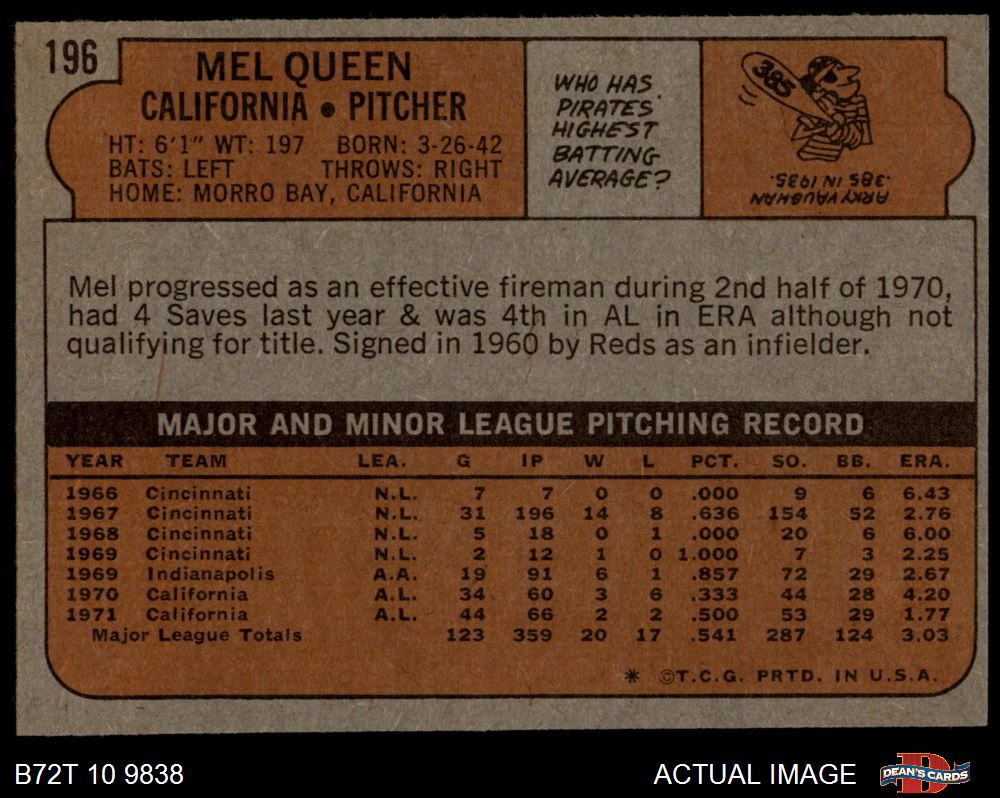 196
MEL QUEEN
CALIFORNIA • PITCHER
HT: 6'1" WT: 197 BORN: 3-26-42
BATS: LEFT THROWS: RIGHT
HOME: MORRO BAY, CALIFORNIA
WHO HAS
PIRATES'
HIGHEST
BATTING
AVERAGE?
385
ARKY VAUGHAN
.385 IN 1935.
Mel progressed as an effective fireman during 2nd half of 1970,
had 4 Saves last year & was 4th in AL in ERA although not
qualifying for title. Signed in 1960 by Reds as an infielder.
MAJOR AND MINOR LEAGUE PITCHING RECORD
YEAR TEAM LEA. G IP W L PCT. SO. BB. ERA.
1966 Cincinnati N.L. 7 7 0 0 .000 9 6 6.43
1967 Cincinnati N.L. 31 196 14 8 .636 154 52 2.76
1968 Cincinnati N.L. 5 18 0 1 .000 20 6 6.00
1969 Cincinnati N.L. 2 12 1 0 1.000 7 3 2.25
1969 Indianapolis A.A. 19 91 6 1 .857 72 29 2.67
1970 California A.L. 34 60 3 6 .333 44 28 4.20
1971 California A.L. 44 66 2 2 .500 53 29 1.77
Major League Totals 123 359 20 17 .541 287 124 3.03
* ©T.C.G. PRTD. IN U.S.A.
B72T 10 9838
ACTUAL IMAGE
D
DEAN'S CARDS